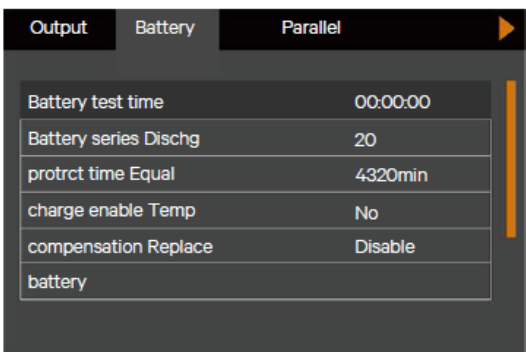 Output Battery Parallel
Battery test time 00:00:00
Battery series Dischg 20
protrct time Equal 4320min
charge enable Temp No
compensation Replace Disable
battery